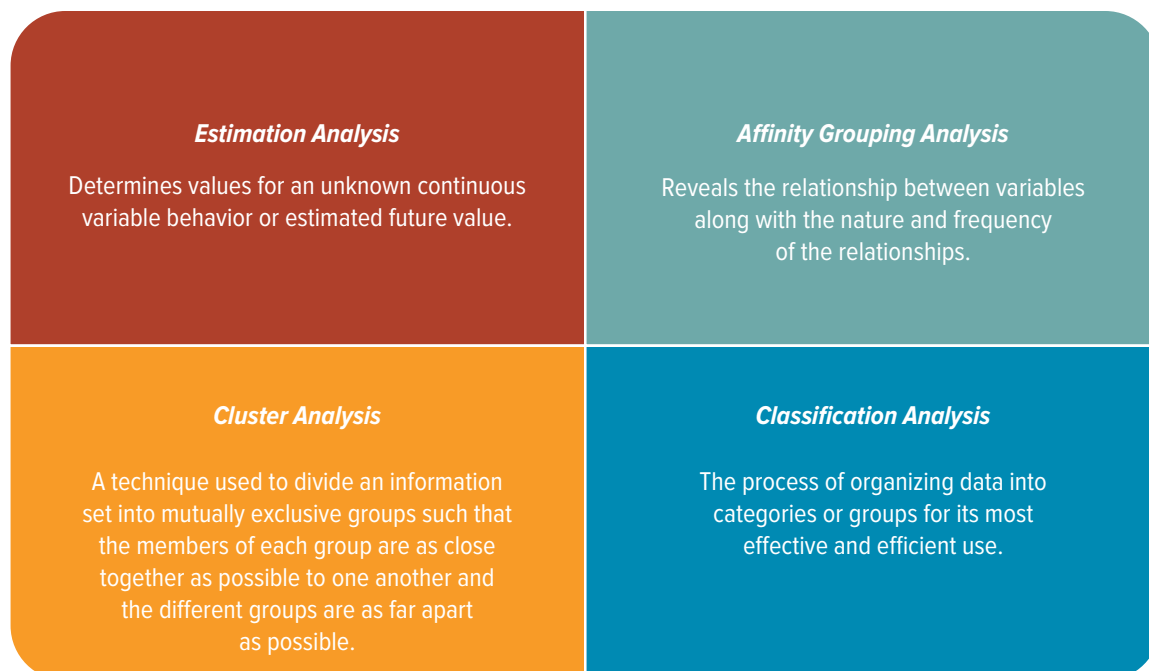 Estimation Analysis
Determines values for an unknown continuous
variable behavior or estimated future value.
Affinity Grouping Analysis
Reveals the relationship between variables
along with the nature and frequency
of the relationships.
Cluster Analysis
A technique used to divide an information
set into mutually exclusive groups such that
the members of each group are as close
together as possible to one another and
the different groups are as far apart
as possible.
Classification Analysis
The process of organizing data into
categories or groups for its most
effective and efficient use.